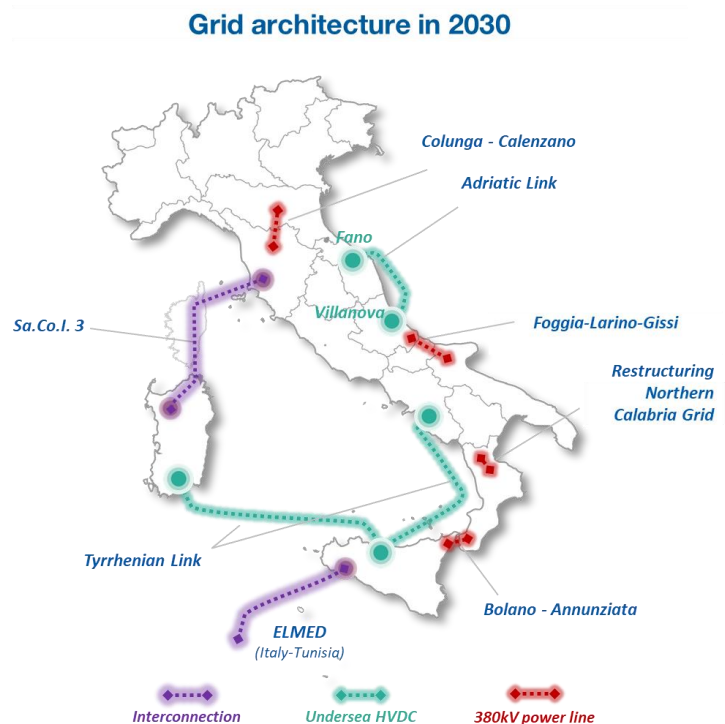 Grid architecture in 2030
Colunga - Calenzano
Adriatic Link
Fano
Villanova
Sa.Co.I. 3
Foggia-Larino-Gissi
Restructuring
Northern
Calabria Grid
Tyrrhenian Link
Bolano - Annunziata
ELMED
(Italy-Tunisia)
Interconnection
Undersea HVDC
380kV power line